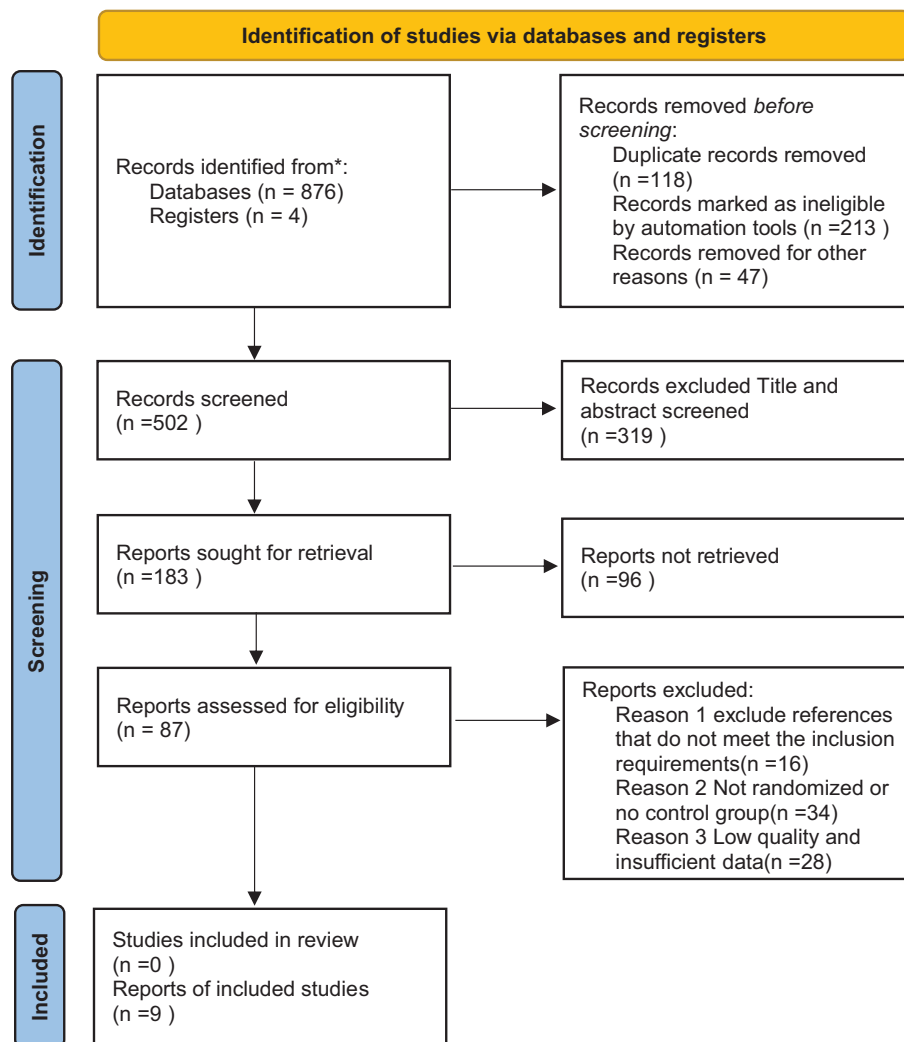 Identification of studies via databases and registers
Identification
Records identified from*:
Databases (n = 876)
Registers (n = 4)
Records removed before
screening:
Duplicate records removed
(n =118)
Records marked as ineligible
by automation tools (n =213 )
Records removed for other
reasons (n = 47)
Screening
Records screened
(n =502 )
Records excluded Title and
abstract screened
(n =319 )
Reports sought for retrieval
(n =183 )
Reports not retrieved
(n =96 )
Reports assessed for eligibility
(n = 87)
Reports excluded:
Reason 1 exclude references
that do not meet the inclusion
requirements(n =16)
Reason 2 Not randomized or
no control group(n =34)
Reason 3 Low quality and
insufficient data(n =28)
Included
Studies included in review
(n =0 )
Reports of included studies
(n =9 )